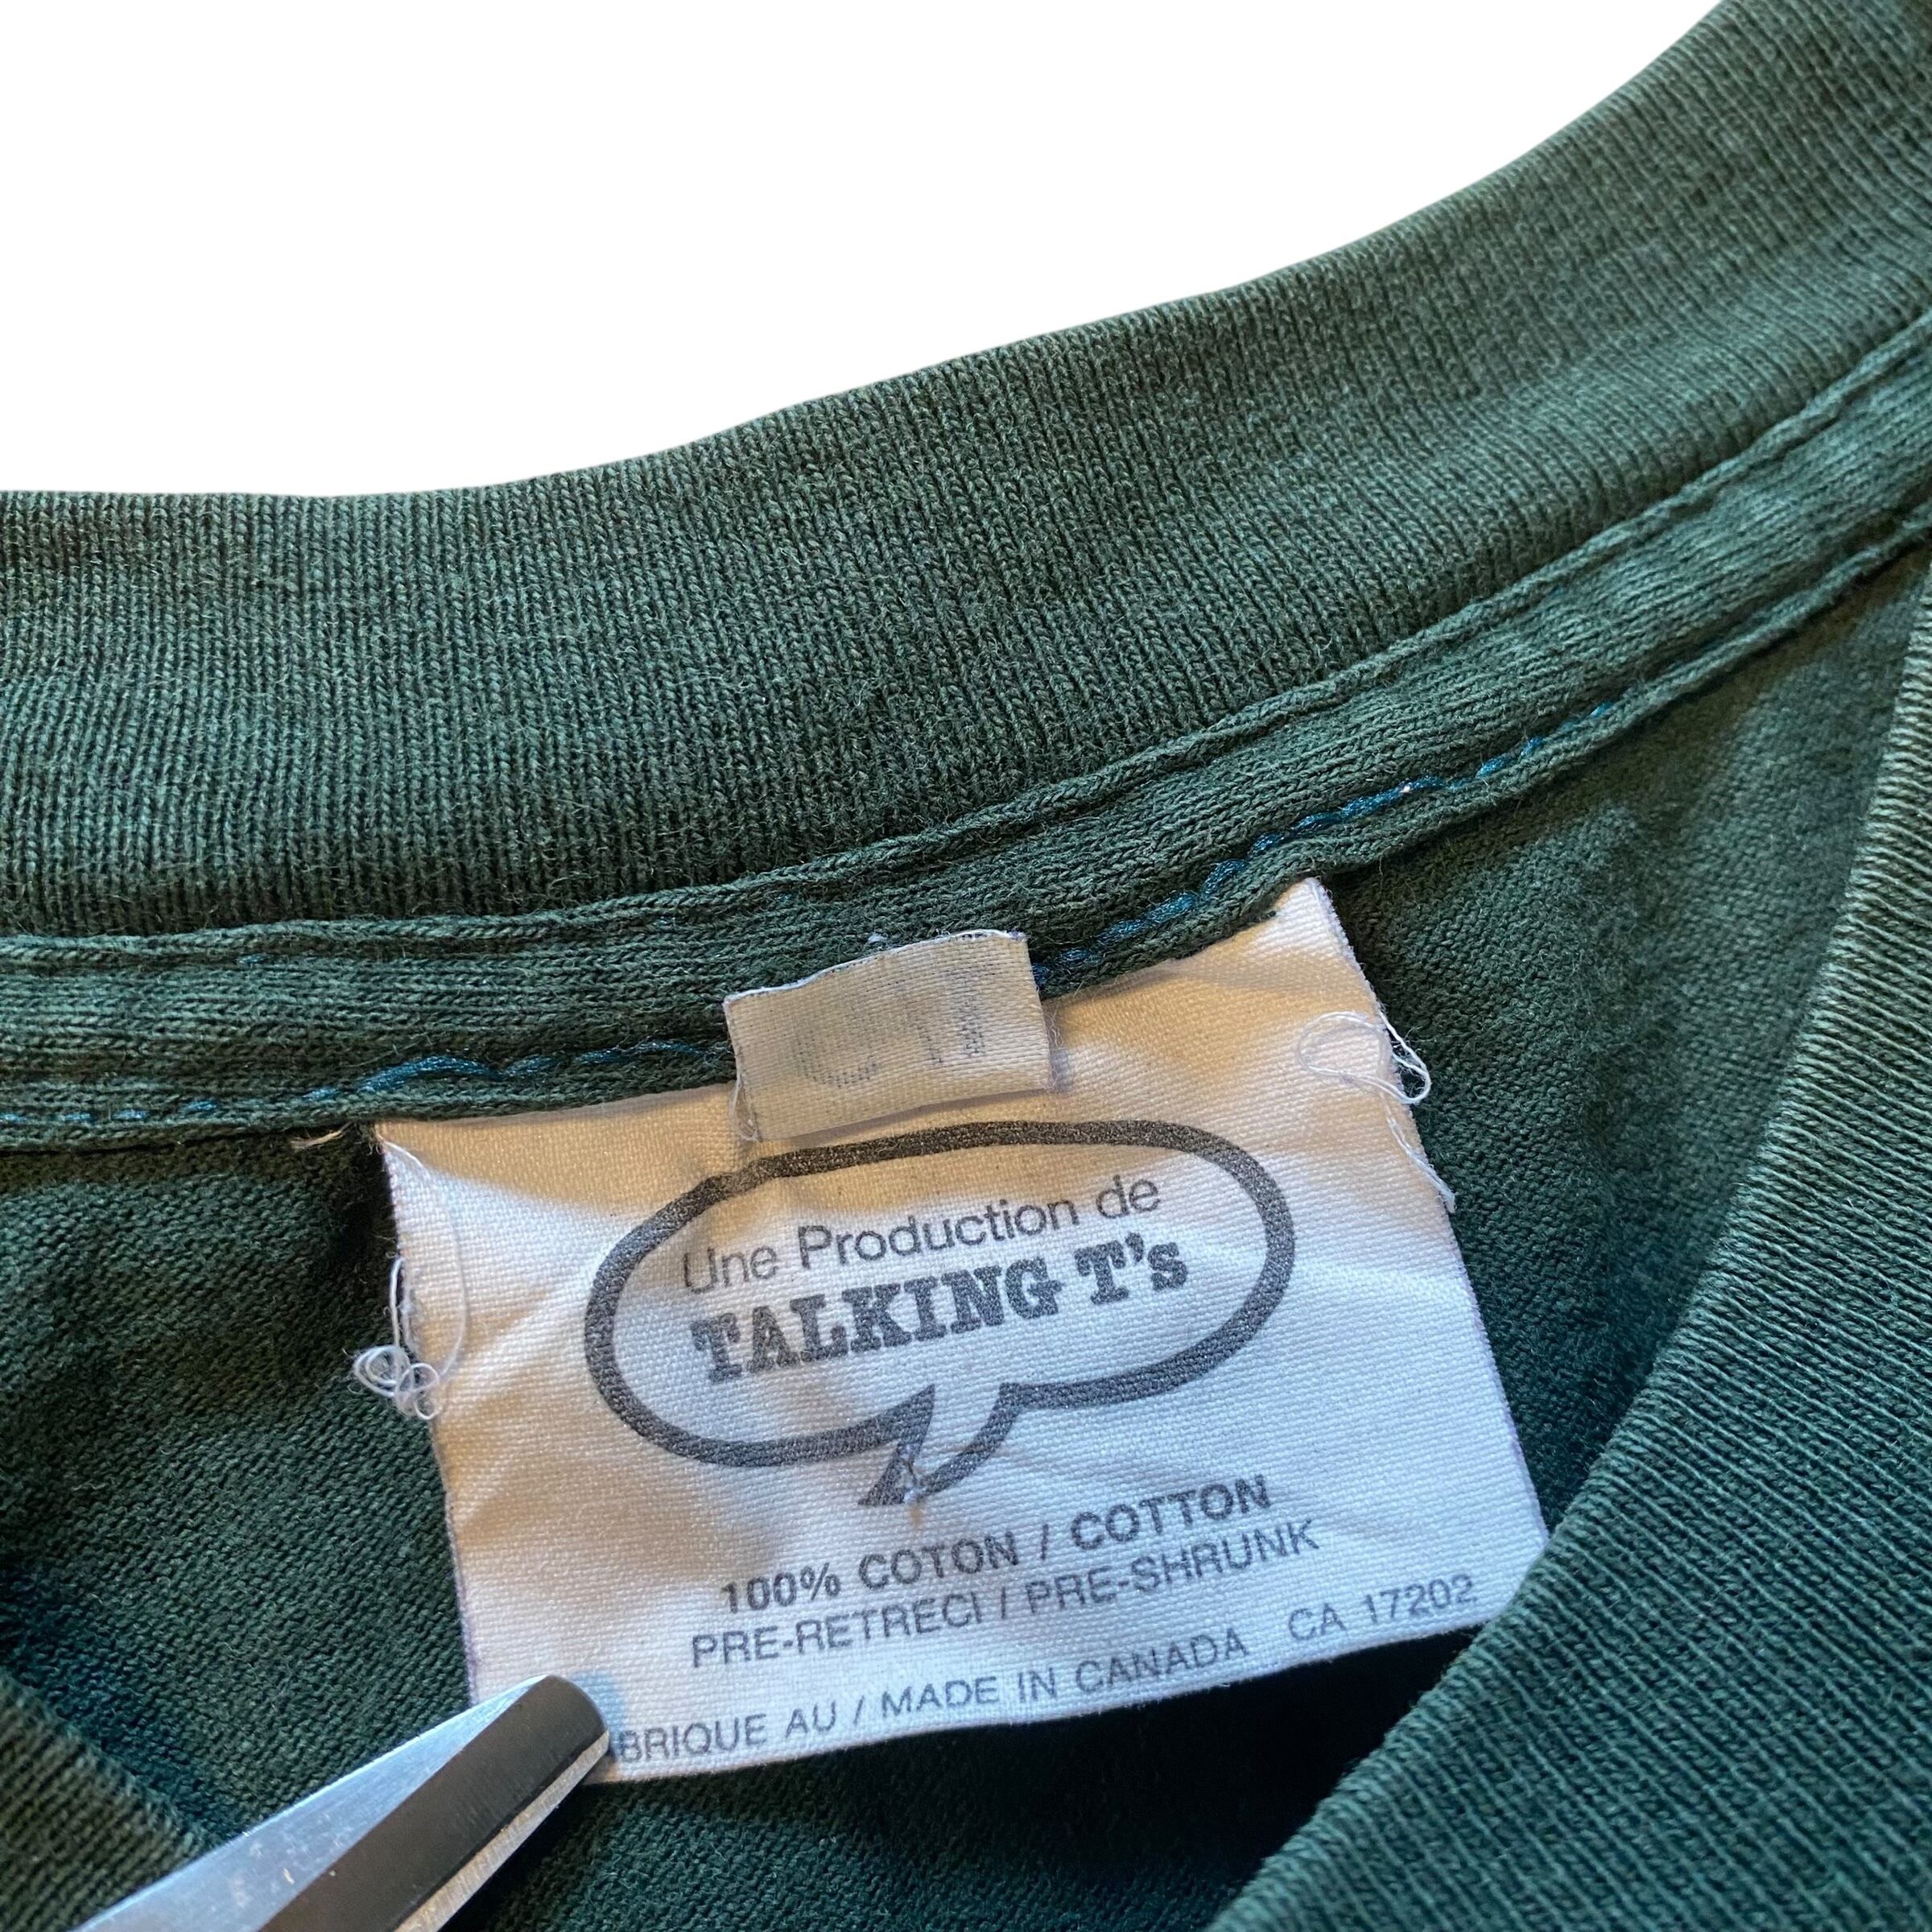 Une Production de
TALKING T's
100% COTON / COTTON
PRE-RETRECI / PRE-SHRUNK
BRIQUE AU / MADE IN CANADA CA 17202